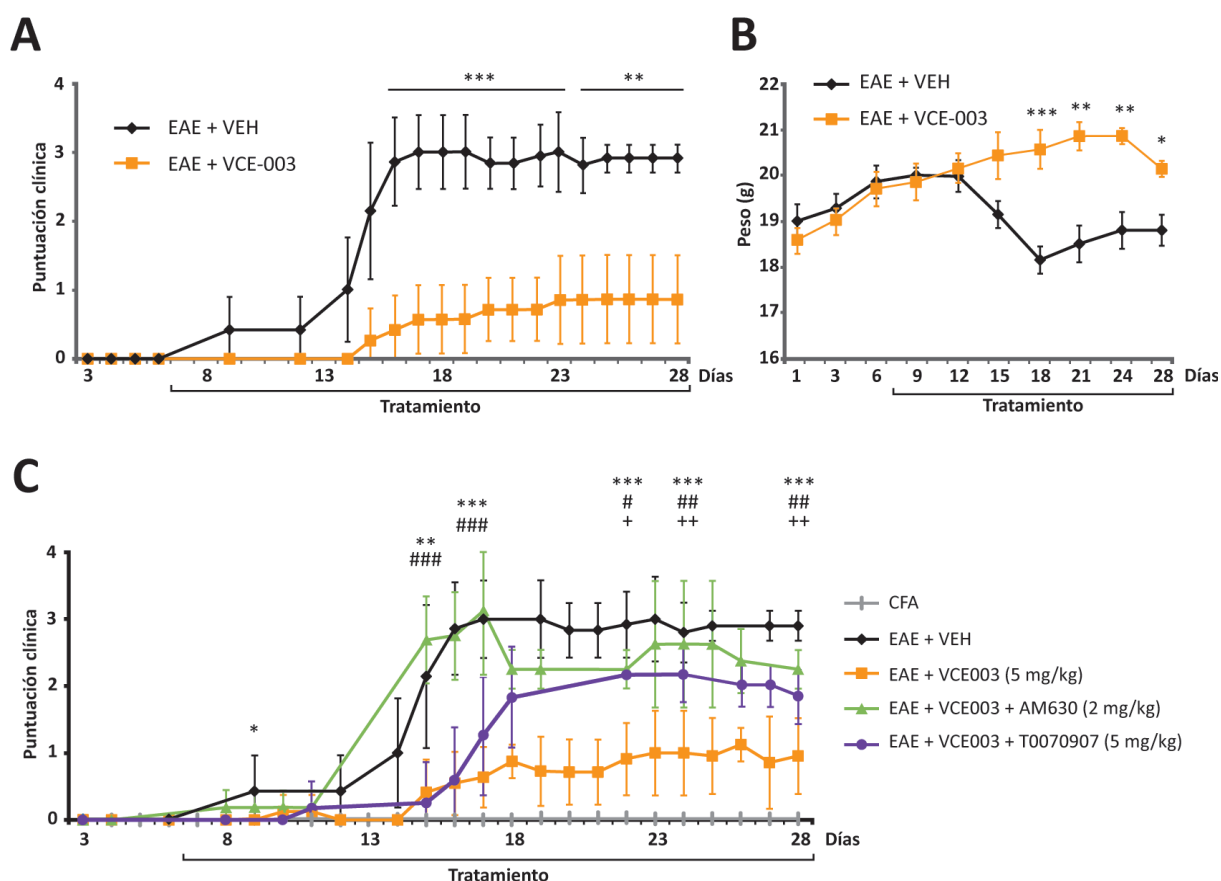 A
B
4
3
2
1
0
Puntuación clínica
EAE + VEH
EAE + VCE-003
***
**
3
8
13
18
23
28
Días
Tratamiento
22
21
20
19
18
16
Peso (g)
EAE + VEH
EAE + VCE-003
***
**
**
*
1
3
6
9
12
15
18
21
24
28
Días
Tratamiento
C
4
3
2
1
0
Puntuación clínica
*
**
###
***
###
***
#
+
***
##
++
***
##
++
3
8
13
18
23
28
Días
Tratamiento
CFA
EAE + VEH
EAE + VCE003 (5 mg/kg)
EAE + VCE003 + AM630 (2 mg/kg)
EAE + VCE003 + T0070907 (5 mg/kg)